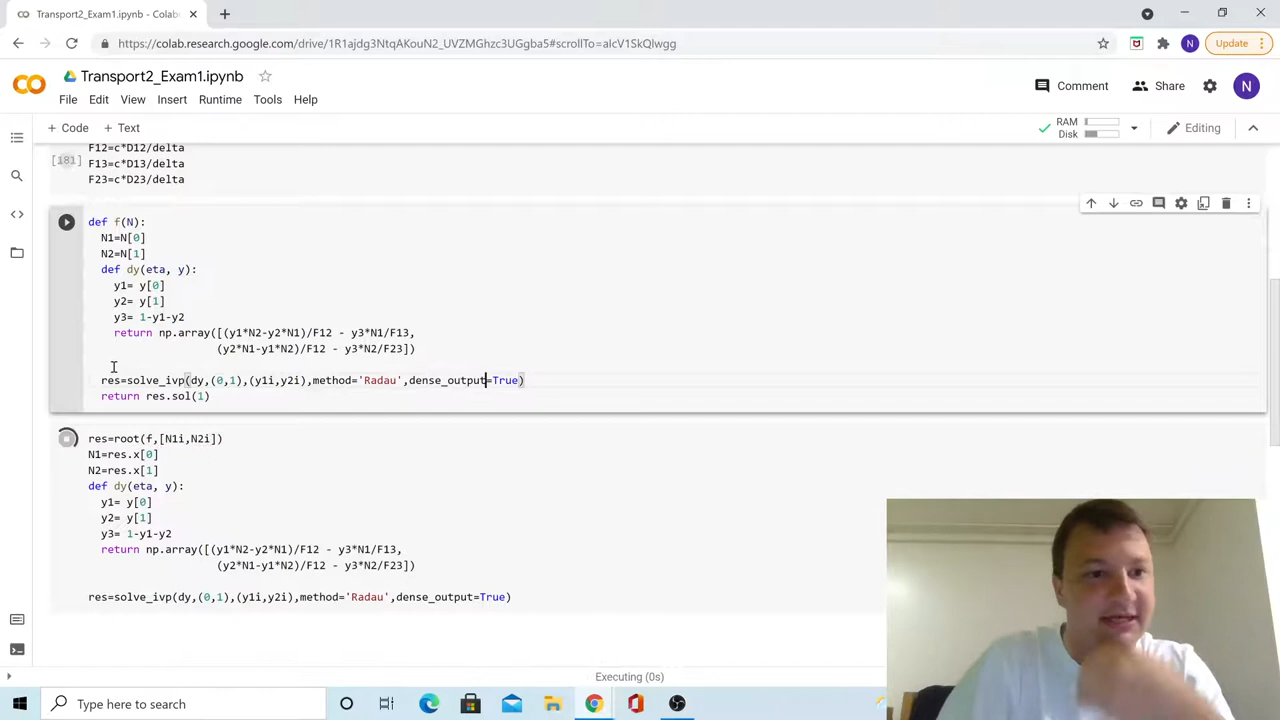 Transport2_Exam1.ipynb - Colabo
https://colab.research.google.com/drive/1R1ajdg3NtqAKouN2_UVZMGhzc3UGgba5#scrollTo=aIcV1SkQlwgg
N
Update
Transport2_Exam1.ipynb
File Edit View Insert Runtime Tools Help
Comment
Share
N
+ Code + Text
RAM
Disk
Editing
F12=c*D12/delta
[181]
F13=c*D13/delta
F23=c*D23/delta
def f(N):
N1=N[0]
N2=N[1]
def dy(eta, y):
y1= y[0]
y2= y[1]
y3= 1-y1-y2
return np.array([(y1*N2-y2*N1)/F12 - y3*N1/F13,
(y2*N1-y1*N2)/F12 - y3*N2/F23])
res=solve_ivp(dy,(0,1),(y1i,y2i),method='Radau',dense_output=True)
return res.sol(1)
res=root(f,[N1i,N2i])
N1=res.x[0]
N2=res.x[1]
def dy(eta, y):
y1= y[0]
y2= y[1]
y3= 1-y1-y2
return np.array([(y1*N2-y2*N1)/F12 - y3*N1/F13,
(y2*N1-y1*N2)/F12 - y3*N2/F23])
res=solve_ivp(dy,(0,1),(y1i,y2i),method='Radau',dense_output=True)
Executing (0s)
Type here to search